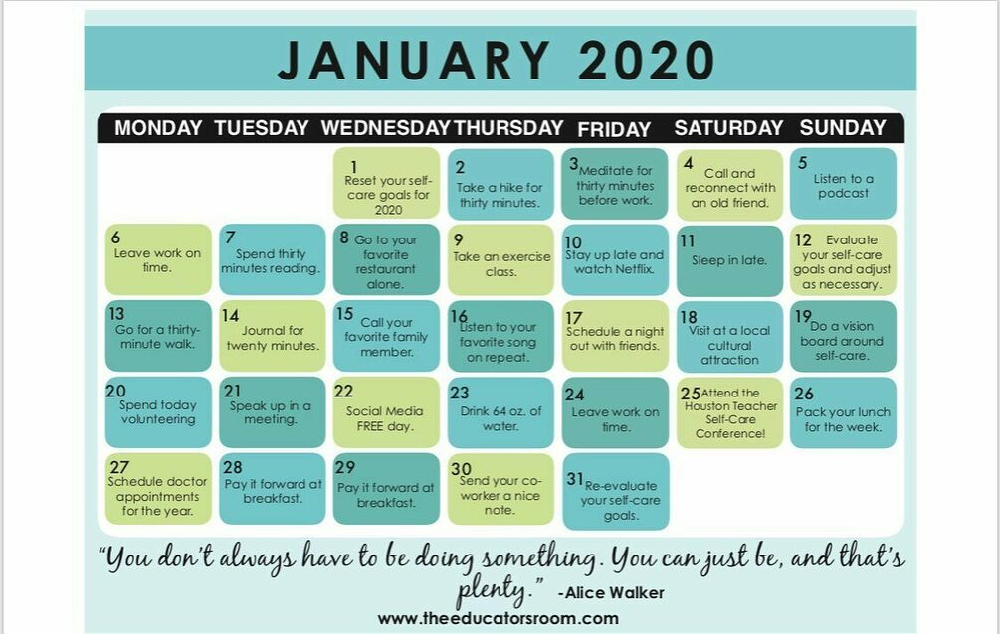 JANUARY 2020
MONDAY TUESDAY WEDNESDAY THURSDAY FRIDAY SATURDAY SUNDAY
1
Reset your self-
care goals for
2020
2
Take a hike for
thirty minutes.
3 Meditate for
thirty minutes
before work.
4 Call and
reconnect with
an old friend.
5
Listen to a
podcast
6
Leave work on
time.
7
Spend thirty
minutes reading.
8 Go to your
favorite
restaurant
alone.
9
Take an exercise
class.
10
Stay up late and
watch Netflix.
11
Sleep in late.
12 Evaluate
your self-care
goals and adjust
as necessary.
13
Go for a thirty-
minute walk.
14
Journal for
twenty minutes.
15 Call your
favorite family
member.
16
Listen to your
favorite song
on repeat.
17
Schedule a night
out with friends.
18
Visit at a local
cultural
attraction
19 Do a vision
board around
self-care.
20
Spend today
volunteering
21
Speak up in a
meeting.
22
Social Media
FREE day.
23
Drink 64 oz. of
water.
24
Leave work on
time.
25 Attend the
Houston Teacher
Self-Care
Conference!
26
Pack your lunch
for the week.
27
Schedule doctor
appointments
for the year.
28
Pay it forward at
breakfast.
29
Pay it forward at
breakfast.
30
Send your co-
worker a nice
note.
31 Re-evaluate
your self-care
goals.
“You don’t always have to be doing something. You can just be, and that’s
plenty.” -Alice Walker
www.theeducatorsroom.com